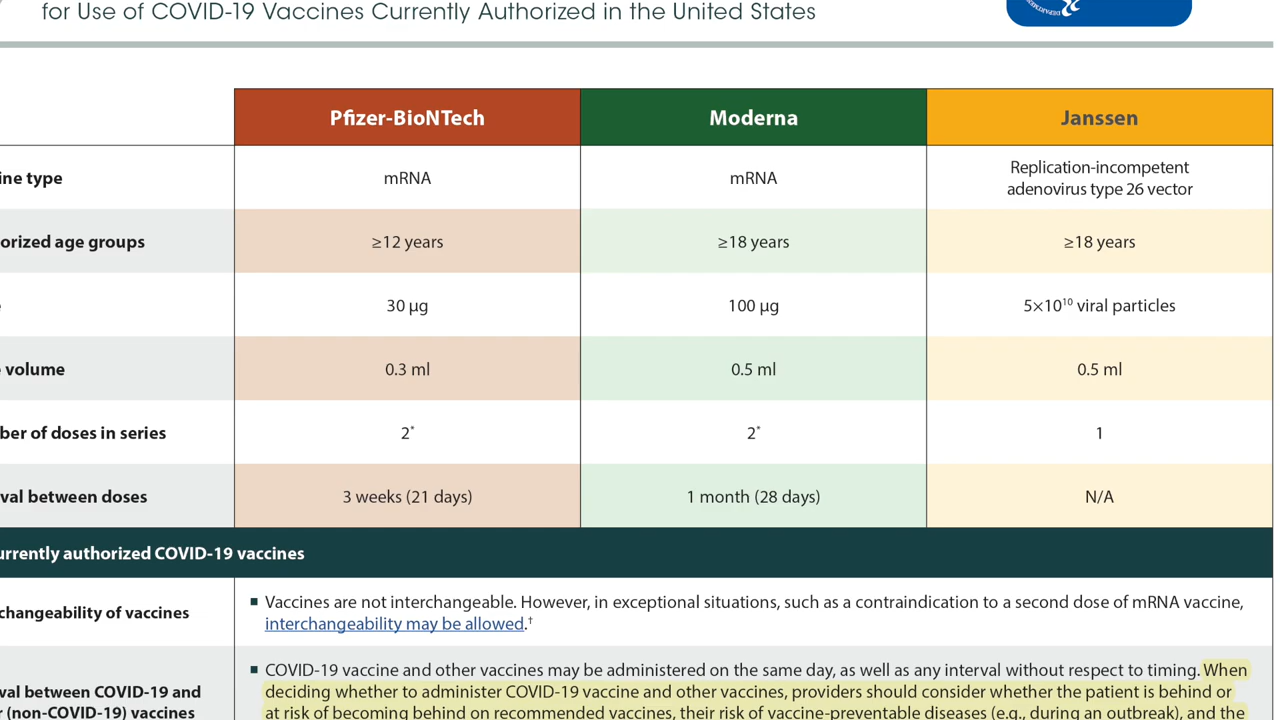 for Use of COVID-19 Vaccines Currently Authorized in the United States
Pfizer-BioNTech
Moderna
Janssen
ine type
mRNA
mRNA
Replication-incompetent
adenovirus type 26 vector
orized age groups
≥12 years
≥18 years
≥18 years
30 μg
100 μg
5×10¹⁰ viral particles
volume
0.3 ml
0.5 ml
0.5 ml
ber of doses in series
2*
2*
1
val between doses
3 weeks (21 days)
1 month (28 days)
N/A
urrently authorized COVID-19 vaccines
changeability of vaccines
■ Vaccines are not interchangeable. However, in exceptional situations, such as a contraindication to a second dose of mRNA vaccine,
interchangeability may be allowed.†
val between COVID-19 and
r (non-COVID-19) vaccines
■ COVID-19 vaccine and other vaccines may be administered on the same day, as well as any interval without respect to timing. When
deciding whether to administer COVID-19 vaccine and other vaccines, providers should consider whether the patient is behind or
at risk of becoming behind on recommended vaccines, their risk of vaccine-preventable diseases (e.g., during an outbreak), and the